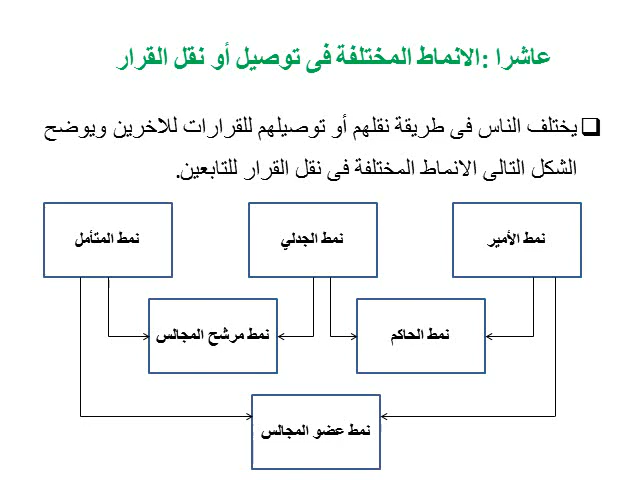 عاشرا :الانماط المختلفة فى توصيل أو نقل القرار
يختلف الناس فى طريقة نقلهم أو توصيلهم للقرارات للاخرين ويوضح
الشكل التالى الانماط المختلفة فى نقل القرار للتابعين.
نمط الأمير
نمط الجدلي
نمط المتأمل
نمط الحاكم
نمط مرشح المجالس
نمط عضو المجالس